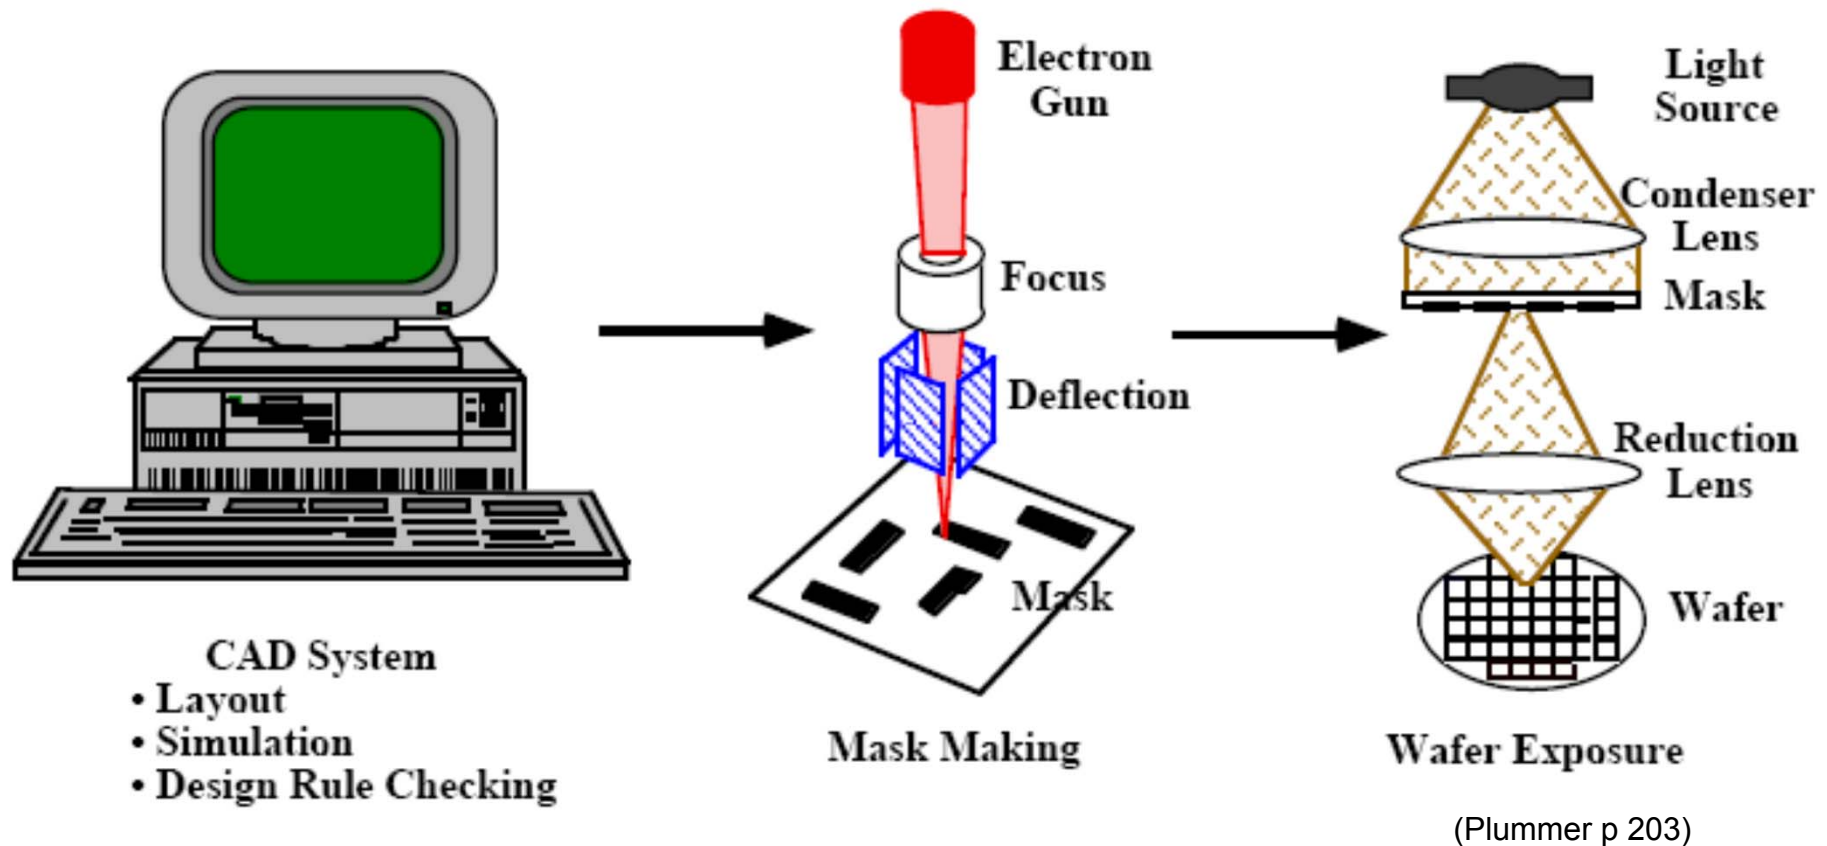 CAD System
• Layout
• Simulation
• Design Rule Checking
Electron
Gun
Focus
Deflection
Mask
Mask Making
Light
Source
Condenser
Lens
Mask
Reduction
Lens
Wafer
Wafer Exposure
(Plummer p 203)